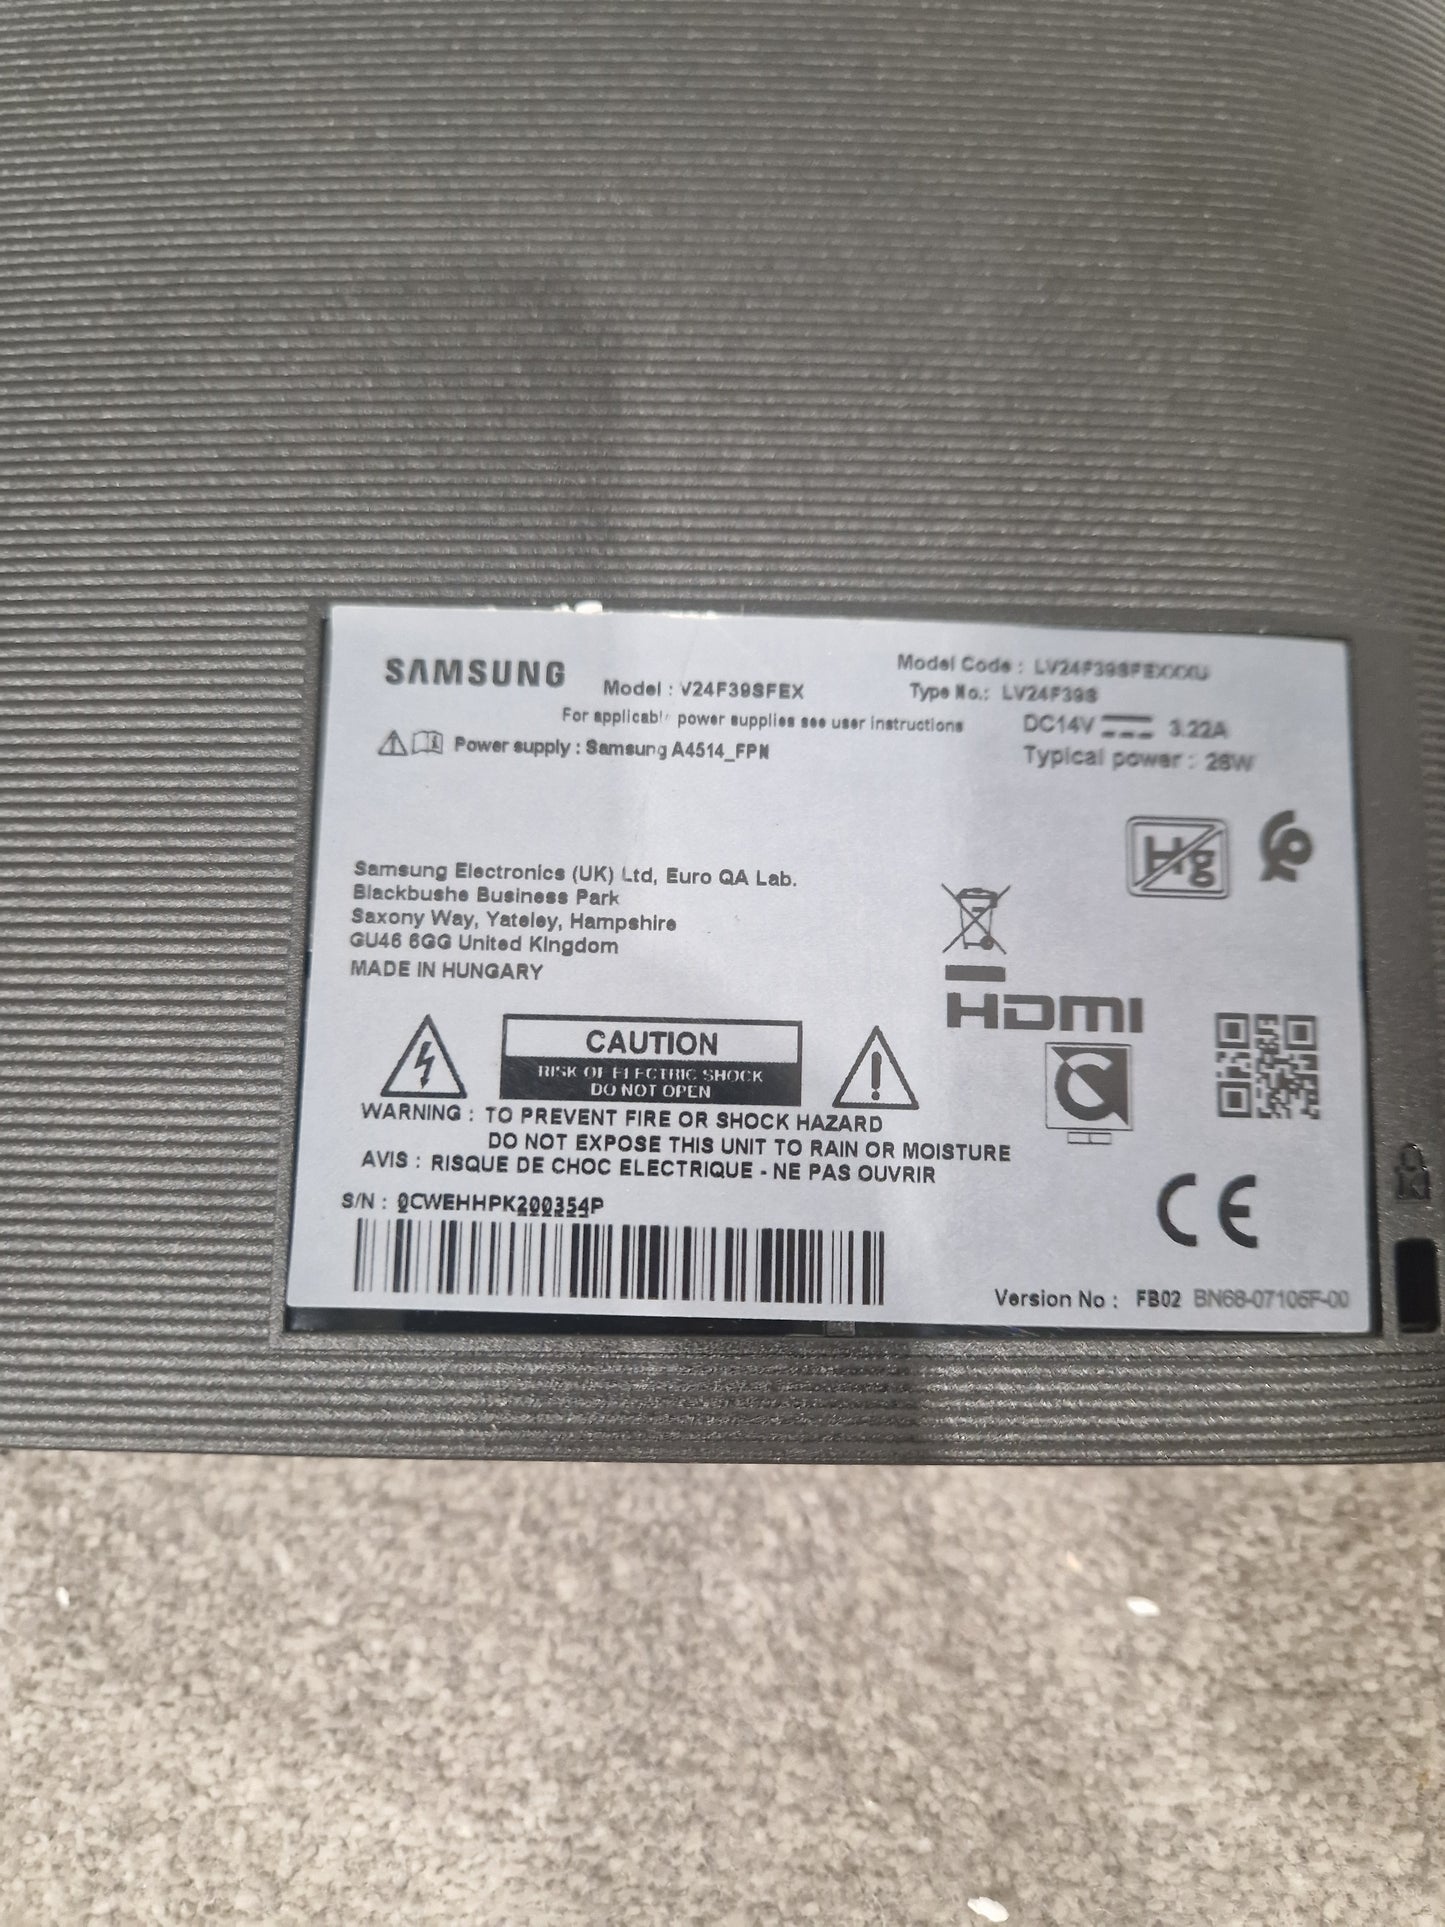 SAMSUNG
Model : V24F39SFEX
Model Code : LV24F39SFEXXXU
Type No.: LV24F39S
For applicable power supplies see user instructions
DC14V 3.22A
Power supply : Samsung A4514_FPN
Typical power : 28W
Hg
Samsung Electronics (UK) Ltd, Euro QA Lab.
Blackbushe Business Park
Saxony Way, Yateley, Hampshire
GU46 6GG United Kingdom
MADE IN HUNGARY
HDMI
CAUTION
RISK OF ELECTRIC SHOCK
DO NOT OPEN
WARNING : TO PREVENT FIRE OR SHOCK HAZARD
DO NOT EXPOSE THIS UNIT TO RAIN OR MOISTURE
AVIS : RISQUE DE CHOC ELECTRIQUE - NE PAS OUVRIR
S/N : 0CWEHHPK200354P
CE
Version No : FB02 BN68-07106F-00